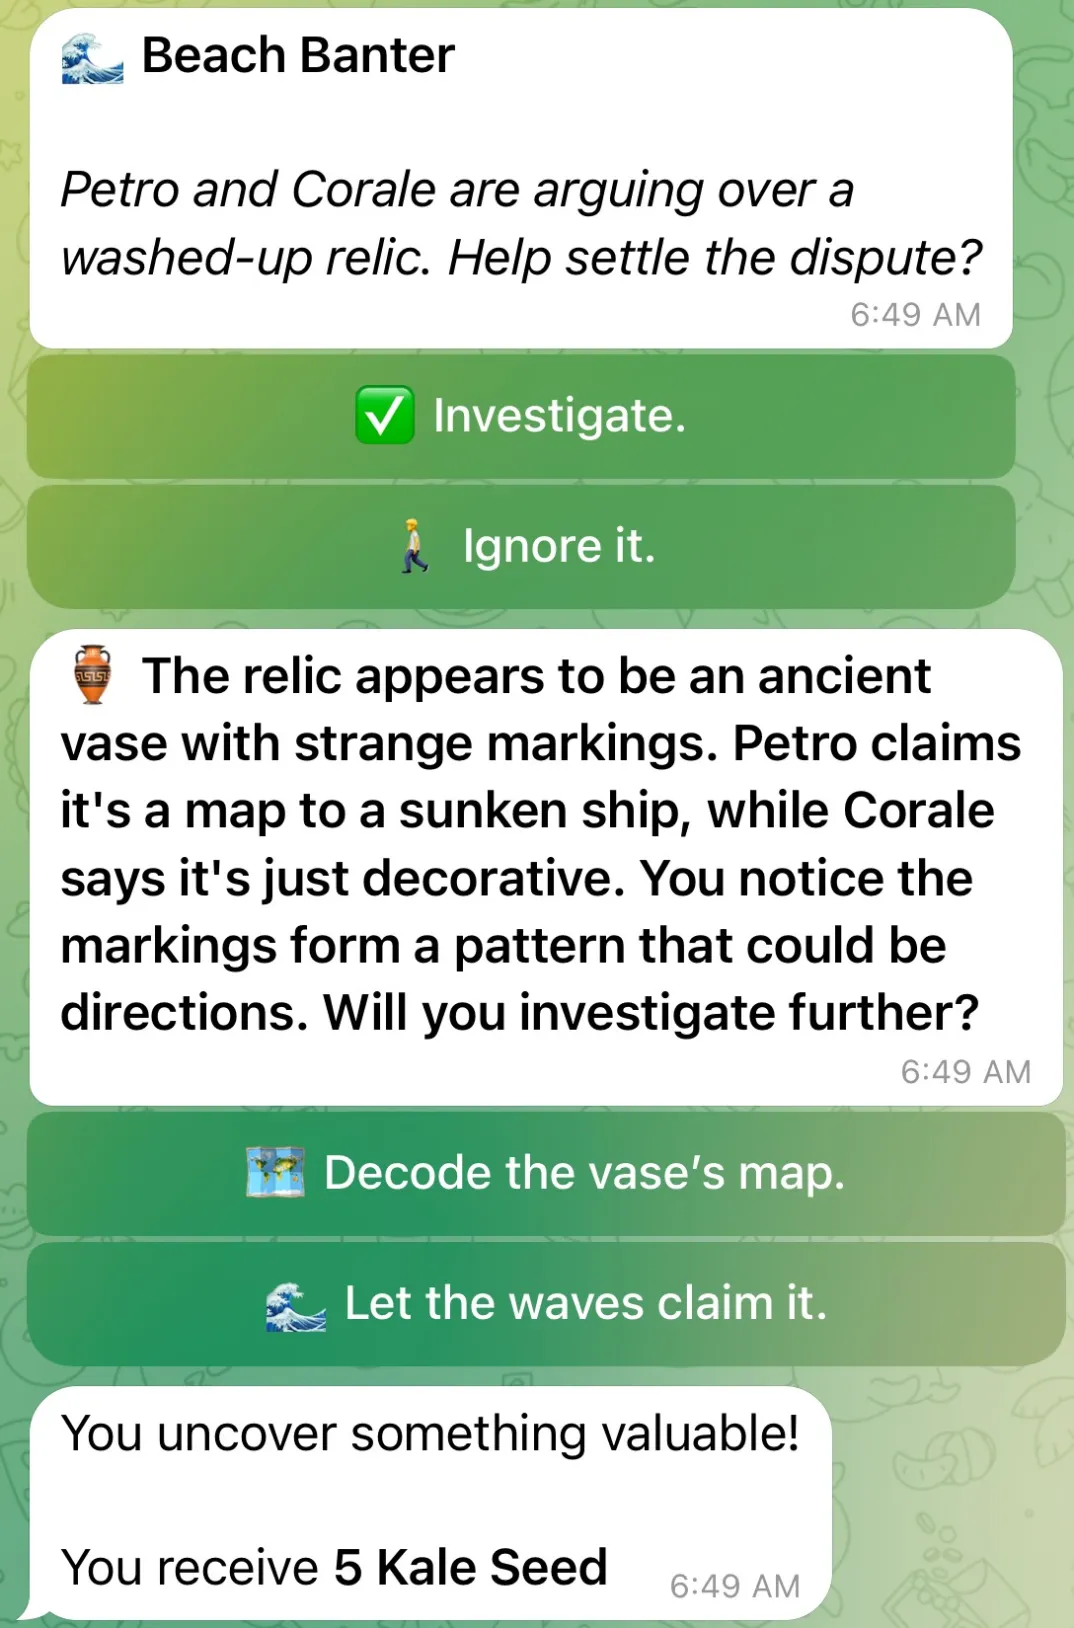 🌊 Beach Banter
Petro and Corale are arguing over a
washed-up relic. Help settle the dispute?
6:49 AM
✅ Investigate.
🚶 Ignore it.
🏺 The relic appears to be an ancient
vase with strange markings. Petro claims
it's a map to a sunken ship, while Corale
says it's just decorative. You notice the
markings form a pattern that could be
directions. Will you investigate further?
6:49 AM
🗺️ Decode the vase’s map.
🌊 Let the waves claim it.
You uncover something valuable!
You receive 5 Kale Seed
6:49 AM